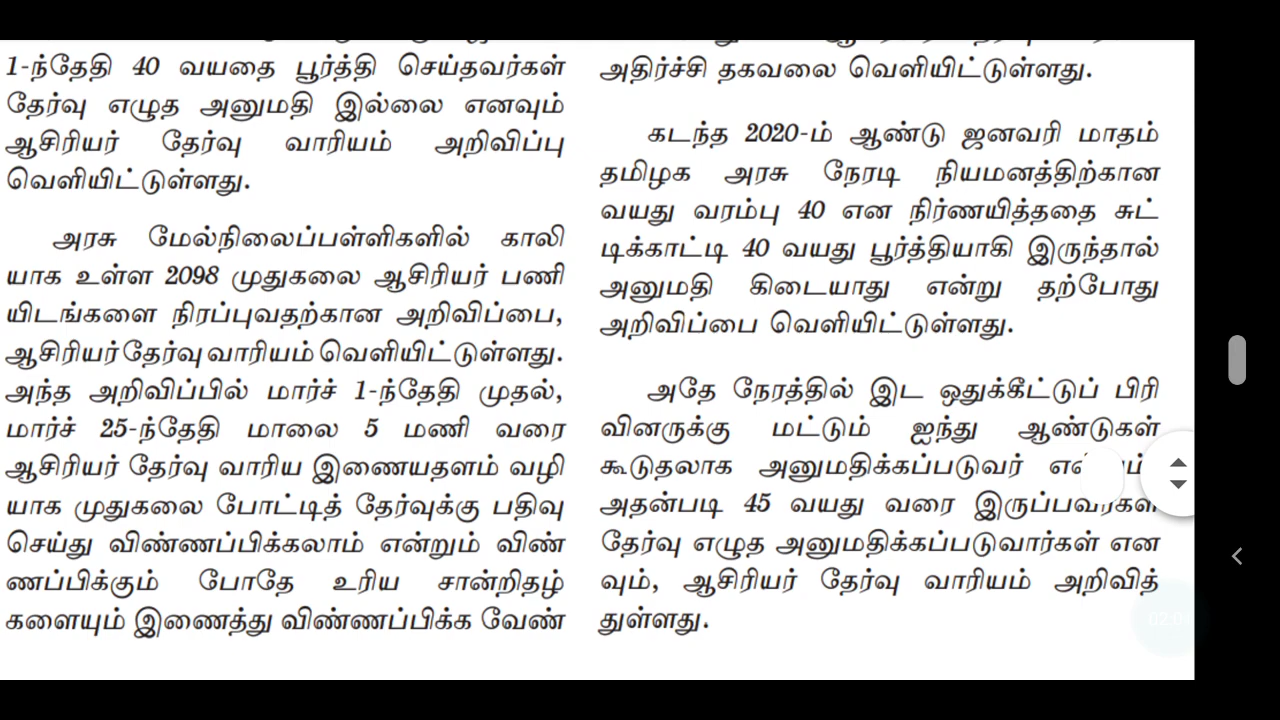 1-ந்தேதி 40 வயதை பூர்த்தி செய்தவர்கள்
தேர்வு எழுத அனுமதி இல்லை எனவும்
ஆசிரியர் தேர்வு வாரியம் அறிவிப்பு
வெளியிட்டுள்ளது.
அரசு மேல்நிலைப்பள்ளிகளில் காலி
யாக உள்ள 2098 முதுகலை ஆசிரியர் பணி
யிடங்களை நிரப்புவதற்கான அறிவிப்பை,
ஆசிரியர் தேர்வு வாரியம் வெளியிட்டுள்ளது.
அந்த அறிவிப்பில் மார்ச் 1-ந்தேதி முதல்,
மார்ச் 25-ந்தேதி மாலை 5 மணி வரை
ஆசிரியர் தேர்வு வாரிய இணையதளம் வழி
யாக முதுகலை போட்டித் தேர்வுக்கு பதிவு
செய்து விண்ணப்பிக்கலாம் என்றும் விண்
ணப்பிக்கும் போதே உரிய சான்றிதழ்
களையும் இணைத்து விண்ணப்பிக்க வேண்
அதிர்ச்சி தகவலை வெளியிட்டுள்ளது.
கடந்த 2020-ம் ஆண்டு ஜனவரி மாதம்
தமிழக அரசு நேரடி நியமனத்திற்கான
வயது வரம்பு 40 என நிர்ணயித்ததை சுட்
டிக்காட்டி 40 வயது பூர்த்தியாகி இருந்தால்
அனுமதி கிடையாது என்று தற்போது
அறிவிப்பை வெளியிட்டுள்ளது.
அதே நேரத்தில் இட ஒதுக்கீட்டுப் பிரி
வினருக்கு மட்டும் ஐந்து ஆண்டுகள்
கூடுதலாக அனுமதிக்கப்படுவர்
அதன்படி 45 வயது வரை இருப்பவர்கள்
தேர்வு எழுத அனுமதிக்கப்படுவார்கள் என
வும், ஆசிரியர் தேர்வு வாரியம் அறிவித்
துள்ளது.